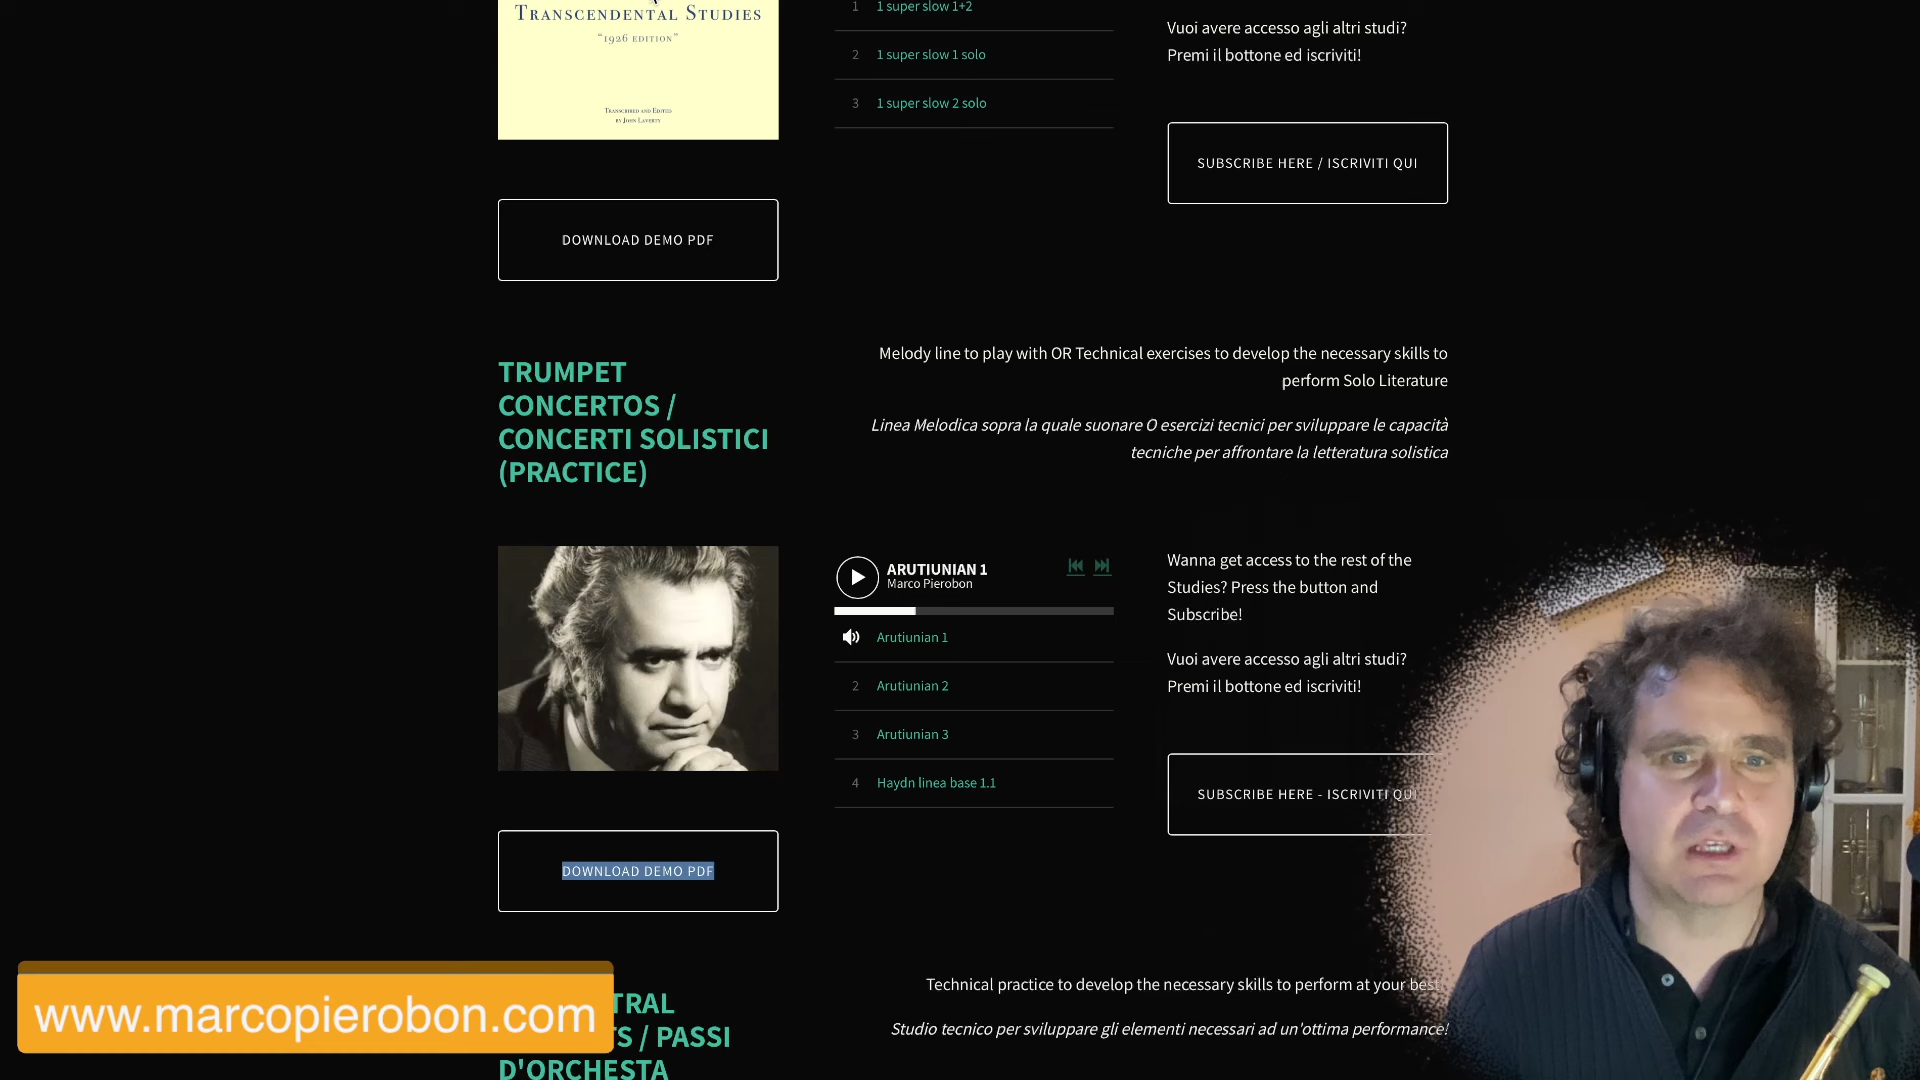 TRANSCENDENTAL STUDIES
"1926 EDITION"
TRANSCRIBED AND EDITED
BY JOHN LAVERTY
DOWNLOAD DEMO PDF
1 1 super slow 1+2
2 1 super slow 1 solo
3 1 super slow 2 solo
Vuoi avere accesso agli altri studi?
Premi il bottone ed iscriviti!
SUBSCRIBE HERE / ISCRIVITI QUI
TRUMPET
CONCERTOS /
CONCERTI SOLISTICI
(PRACTICE)
Melody line to play with OR Technical exercises to develop the necessary skills to
perform Solo Literature
Linea Melodica sopra la quale suonare O esercizi tecnici per sviluppare le capacità
tecniche per affrontare la letteratura solistica
DOWNLOAD DEMO PDF
ARUTIUNIAN 1
Marco Pierobon
Arutiunian 1
2 Arutiunian 2
3 Arutiunian 3
4 Haydn linea base 1.1
Wanna get access to the rest of the
Studies? Press the button and
Subscribe!
Vuoi avere accesso agli altri studi?
Premi il bottone ed iscriviti!
SUBSCRIBE HERE - ISCRIVITI QUI
TRAL
S / PASSI
D'ORCHESTA
Technical practice to develop the necessary skills to perform at your best
Studio tecnico per sviluppare gli elementi necessari ad un'ottima performance!
www.marcopierobon.com